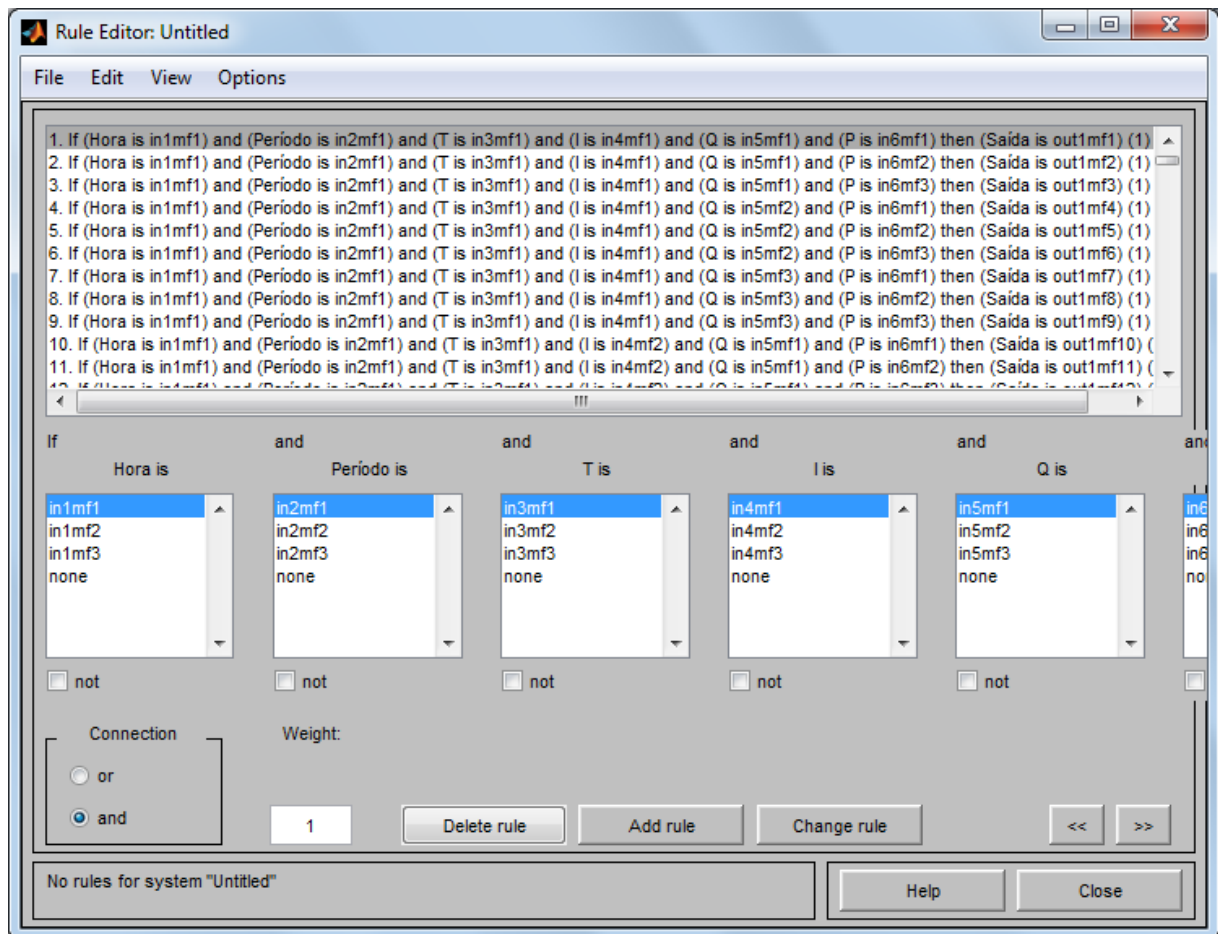 Rule Editor: Untitled
File Edit View Options
1. If (Hora is in1mf1) and (Período is in2mf1) and (T is in3mf1) and (I is in4mf1) and (Q is in5mf1) and (P is in6mf1) then (Saída is out1mf1) (1)
2. If (Hora is in1mf1) and (Período is in2mf1) and (T is in3mf1) and (I is in4mf1) and (Q is in5mf1) and (P is in6mf2) then (Saída is out1mf2) (1)
3. If (Hora is in1mf1) and (Período is in2mf1) and (T is in3mf1) and (I is in4mf1) and (Q is in5mf1) and (P is in6mf3) then (Saída is out1mf3) (1)
4. If (Hora is in1mf1) and (Período is in2mf1) and (T is in3mf1) and (I is in4mf1) and (Q is in5mf2) and (P is in6mf1) then (Saída is out1mf4) (1)
5. If (Hora is in1mf1) and (Período is in2mf1) and (T is in3mf1) and (I is in4mf1) and (Q is in5mf2) and (P is in6mf2) then (Saída is out1mf5) (1)
6. If (Hora is in1mf1) and (Período is in2mf1) and (T is in3mf1) and (I is in4mf1) and (Q is in5mf2) and (P is in6mf3) then (Saída is out1mf6) (1)
7. If (Hora is in1mf1) and (Período is in2mf1) and (T is in3mf1) and (I is in4mf1) and (Q is in5mf3) and (P is in6mf1) then (Saída is out1mf7) (1)
8. If (Hora is in1mf1) and (Período is in2mf1) and (T is in3mf1) and (I is in4mf1) and (Q is in5mf3) and (P is in6mf2) then (Saída is out1mf8) (1)
9. If (Hora is in1mf1) and (Período is in2mf1) and (T is in3mf1) and (I is in4mf1) and (Q is in5mf3) and (P is in6mf3) then (Saída is out1mf9) (1)
10. If (Hora is in1mf1) and (Período is in2mf1) and (T is in3mf1) and (I is in4mf2) and (Q is in5mf1) and (P is in6mf1) then (Saída is out1mf10) (
11. If (Hora is in1mf1) and (Período is in2mf1) and (T is in3mf1) and (I is in4mf2) and (Q is in5mf1) and (P is in6mf2) then (Saída is out1mf11) (
If and and and and
Hora is Período is T is I is Q is
in1mf1 in2mf1 in3mf1 in4mf1 in5mf1
in1mf2 in2mf2 in3mf2 in4mf2 in5mf2
in1mf3 in2mf3 in3mf3 in4mf3 in5mf3
none none none none none
not not not not not
Connection Weight:
or
and 1 Delete rule Add rule Change rule << >>
No rules for system "Untitled" Help Close